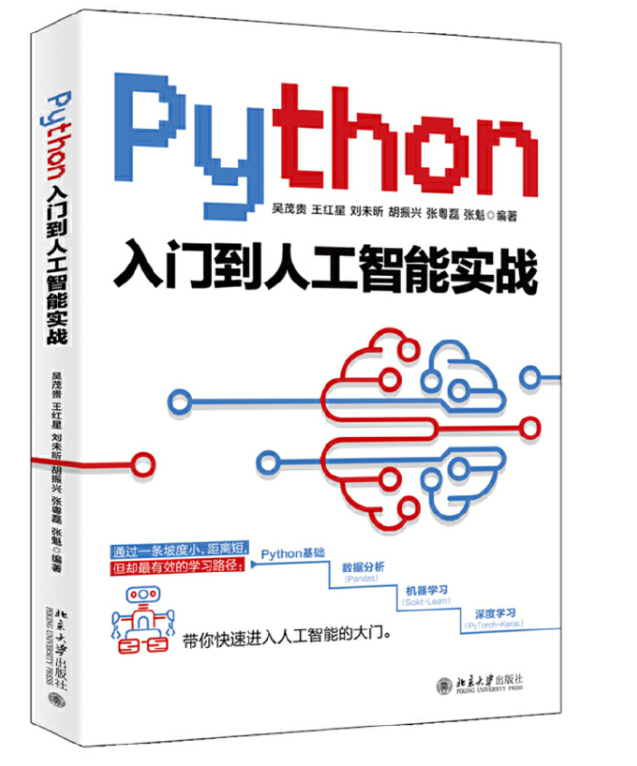 Python
吴茂贵 王红星 刘未昕 胡振兴 张粤磊 张魁◎编著
入门到人工智能实战
通过一条坡度小、距离短，
但却最有效的学习路径：
Python基础
数据分析
(Pandas)
机器学习
(Scikit-Learn)
深度学习
(PyTorch+Keras)
带你快速进入人工智能的大门。
北京大学出版社
PEKING UNIVERSITY PRESS
Python 入门到人工智能实战
吴茂贵 王红星 刘未昕 胡振兴 张粤磊 张魁◎编著
北京大学出版社
PEKING UNIVERSITY PRESS